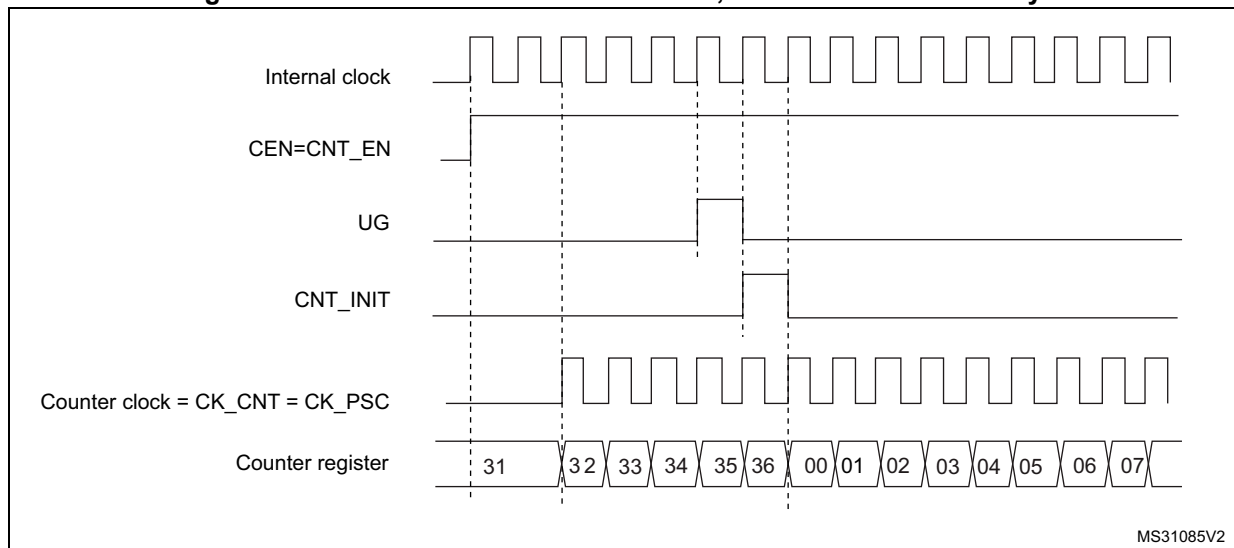 Internal clock
CEN=CNT_EN
UG
CNT_INIT
Counter clock = CK_CNT = CK_PSC
Counter register 31 32 33 34 35 36 00 01 02 03 04 05 06 07
MS31085V2